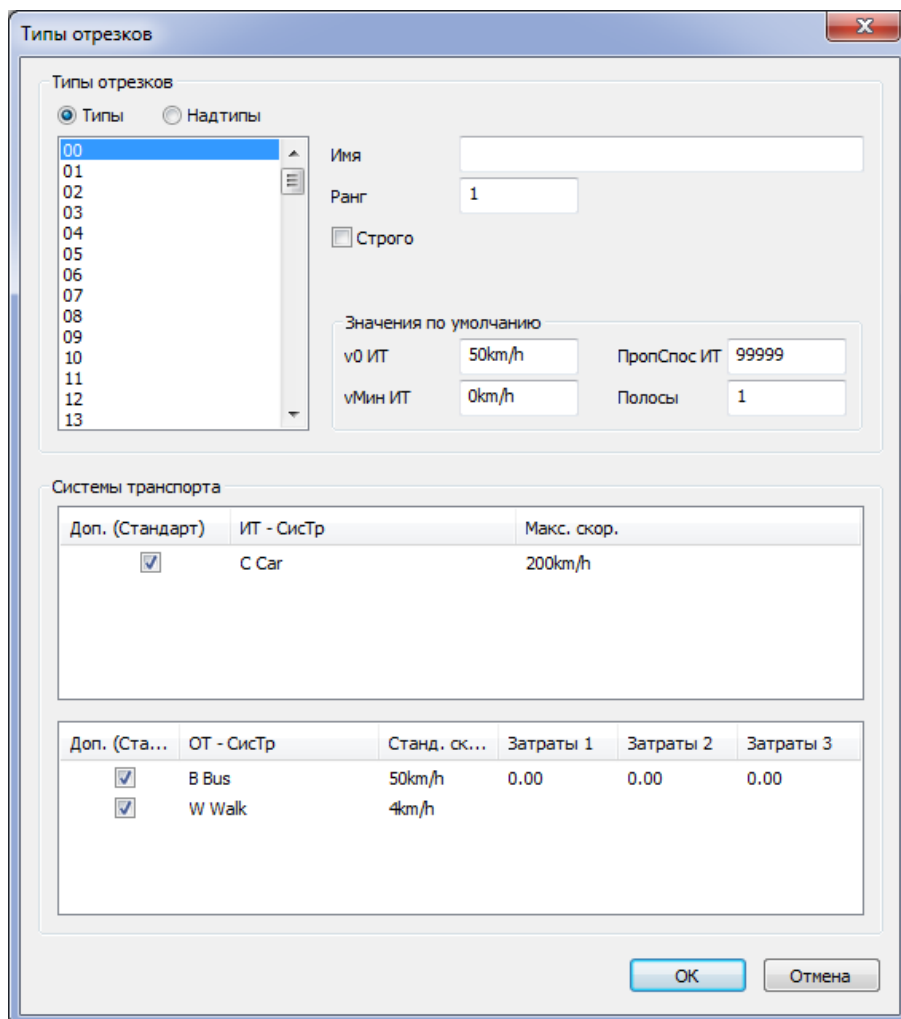 Типы отрезков
Типы отрезков
Типы Надтипы
00
01
02
03
04
05
06
07
08
09
10
11
12
13
Имя
Ранг 1
Строго
Значения по умолчанию
v0 ИТ 50km/h ПропСпос ИТ 99999
vМин ИТ 0km/h Полосы 1
Системы транспорта
Доп. (Стандарт) ИТ - СисТр Макс. скор.
C Car 200km/h
Доп. (Ста... ОТ - СисТр Станд. ск... Затраты 1 Затраты 2 Затраты 3
B Bus 50km/h 0.00 0.00 0.00
W Walk 4km/h
OK Отмена